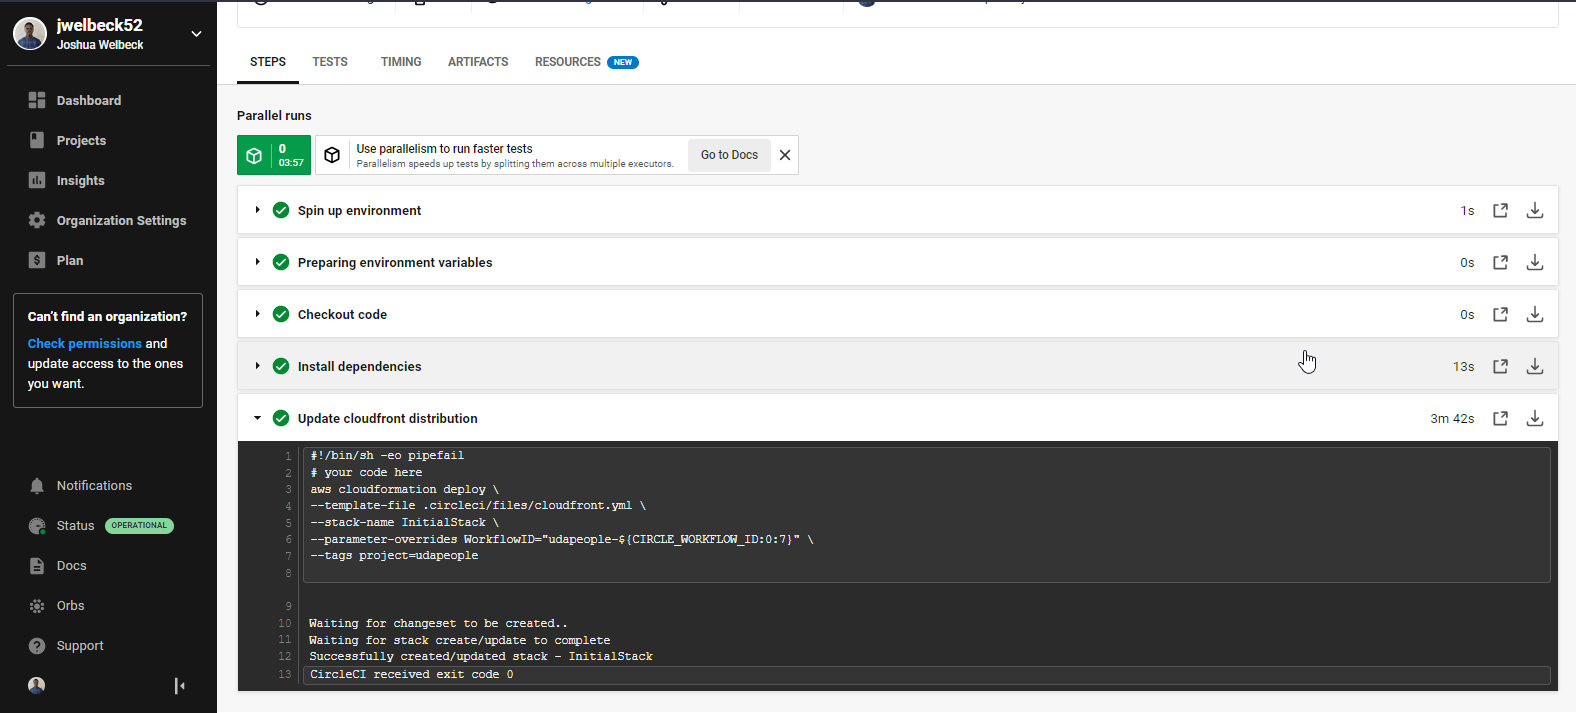 jwelbeck52
Joshua Welbeck
Dashboard
Projects
Insights
Organization Settings
Plan
Can't find an organization?
Check permissions and
update access to the ones
you want.
Notifications
Status OPERATIONAL
Docs
Orbs
Support
STEPS TESTS TIMING ARTIFACTS RESOURCES NEW
Parallel runs
0
03:57
Use parallelism to run faster tests
Parallelism speeds up tests by splitting them across multiple executors.
Go to Docs
Spin up environment 1s
Preparing environment variables 0s
Checkout code 0s
Install dependencies 13s
Update cloudfront distribution 3m 42s
1 #!/bin/sh -eo pipefail
2 # your code here
3 aws cloudformation deploy \
4 --template-file .circleci/files/cloudfront.yml \
5 --stack-name InitialStack \
6 --parameter-overrides WorkflowID="udapeople-${CIRCLE_WORKFLOW_ID:0:7}" \
7 --tags project=udapeople
8
9
10 Waiting for changeset to be created..
11 Waiting for stack create/update to complete
12 Successfully created/updated stack - InitialStack
13 CircleCI received exit code 0